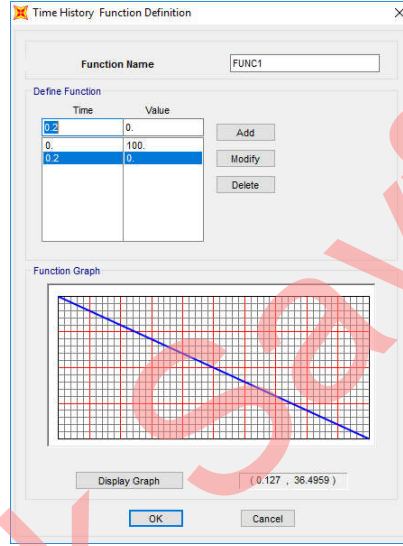 Time History Function Definition
Function Name FUNC1
Define Function
Time Value
0.2 0. Add
0. 100.
0.2 0. Modify
Delete
Function Graph
Display Graph ( 0.127 , 36.4959 )
OK Cancel